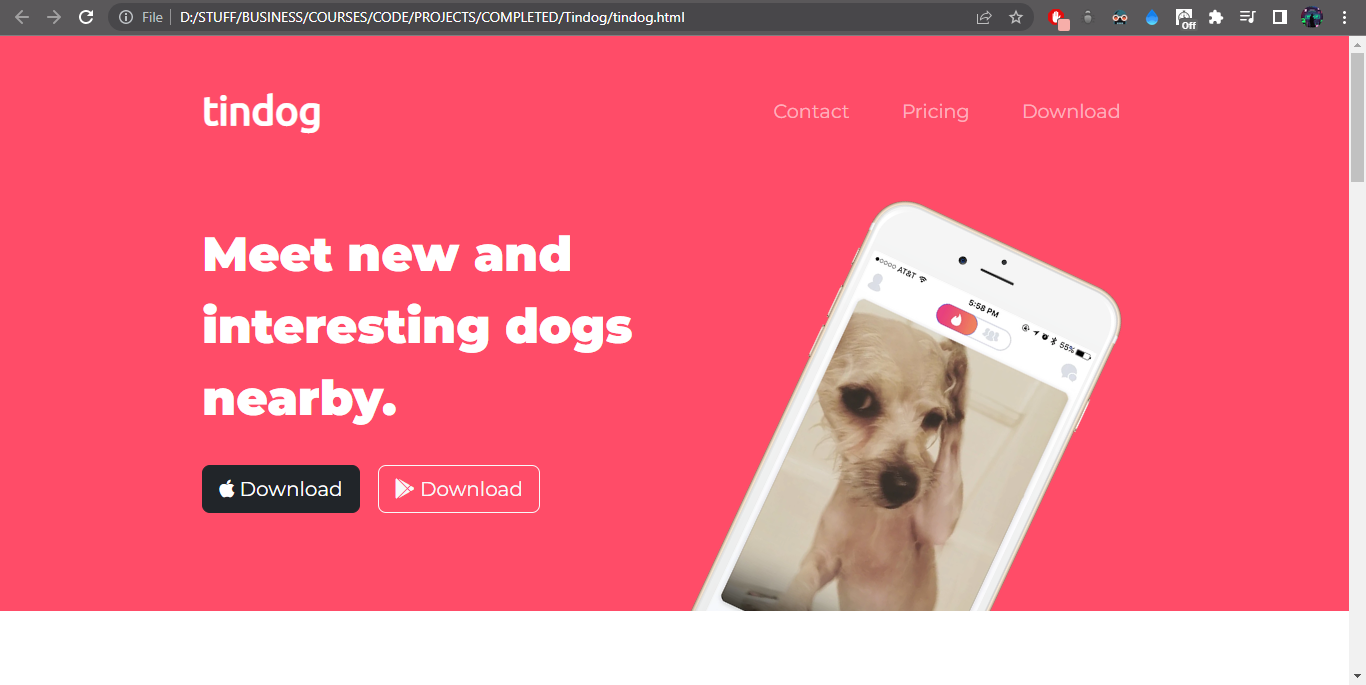 File
D:/STUFF/BUSINESS/COURSES/CODE/PROJECTS/COMPLETED/Tindog/tindog.html
Off
tindog
Contact
Pricing
Download
Meet new and
interesting dogs
nearby.
Download
Download
AT&T
5:58 PM
55%